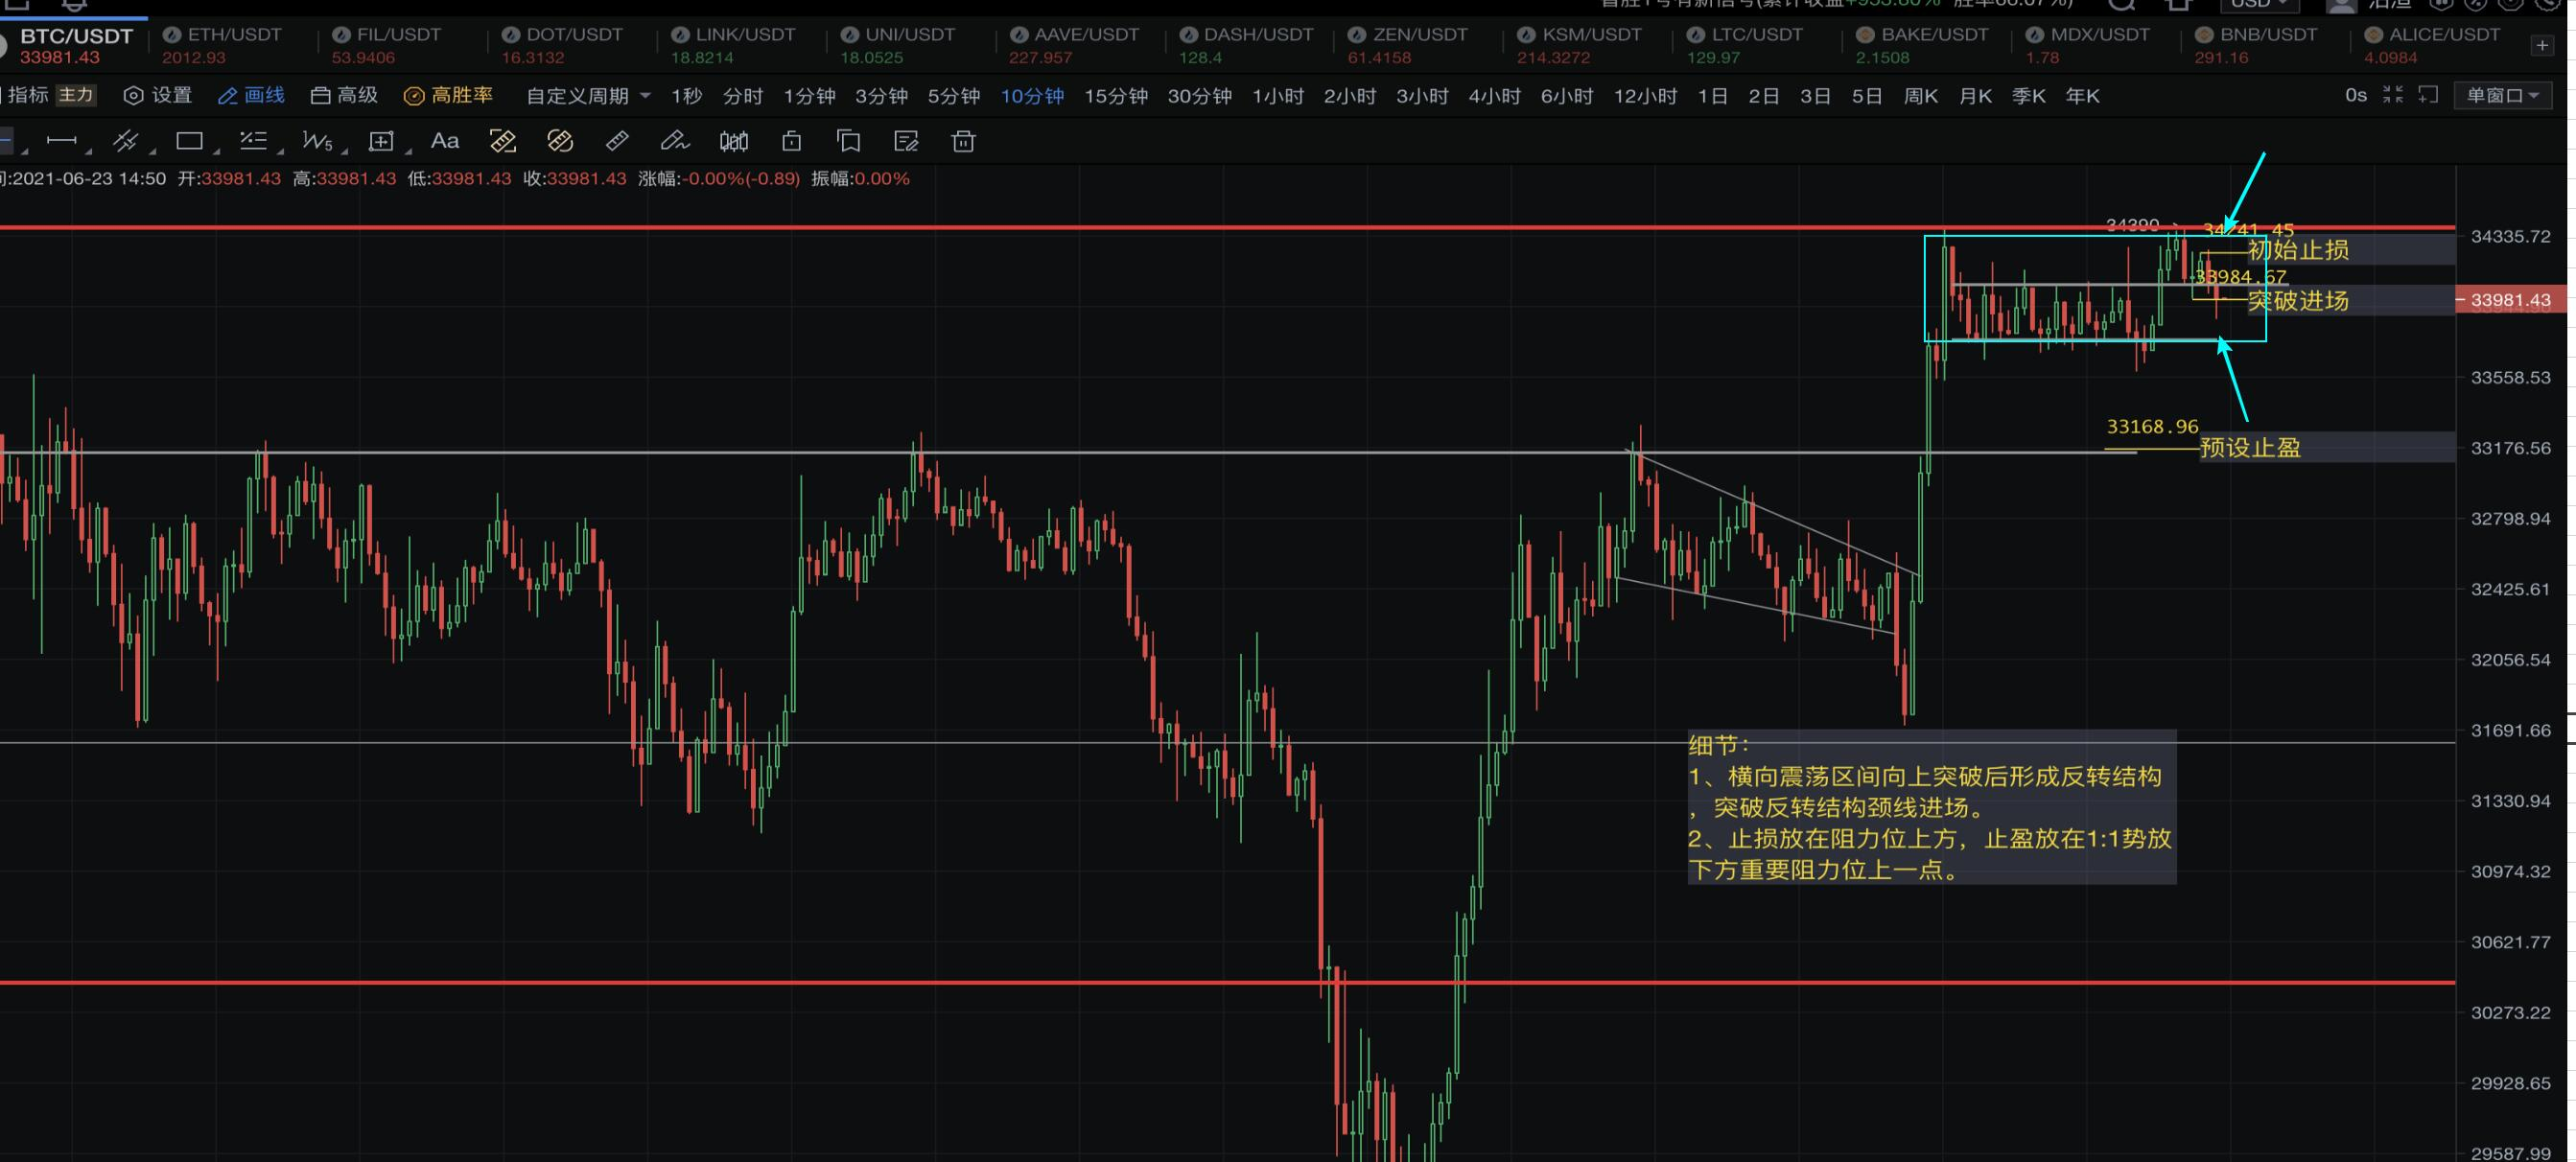 BTC/USDT
33981.43
ETH/USDT
2012.93
FIL/USDT
53.9406
DOT/USDT
16.3132
LINK/USDT
18.8214
UNI/USDT
18.0525
AAVE/USDT
227.957
DASH/USDT
128.4
ZEN/USDT
61.4158
KSM/USDT
214.3272
LTC/USDT
129.97
BAKE/USDT
2.1508
MDX/USDT
1.78
BNB/USDT
291.16
ALICE/USDT
4.0984
指标 主力 设置 画线 高级 高胜率 自定义周期 1秒 分时 1分钟 3分钟 5分钟 10分钟 15分钟 30分钟 1小时 2小时 3小时 4小时 6小时 12小时 1日 2日 3日 5日 周K 月K 季K 年K 0s 单窗口
Aa
:2021-06-23 14:50 开:33981.43 高:33981.43 低:33981.43 收:33981.43 涨幅:-0.00%(-0.89) 振幅:0.00%
34390
34241.45
初始止损
33984.67
突破进场
33168.96
预设止盈
34335.72
33981.43
33558.53
33176.56
32798.94
32425.61
32056.54
31691.66
31330.94
30974.32
30621.77
30273.22
29928.65
29587.99
细节：
1、横向震荡区间向上突破后形成反转结构
，突破反转结构颈线进场。
2、止损放在阻力位上方，止盈放在1:1势放
下方重要阻力位上一点。